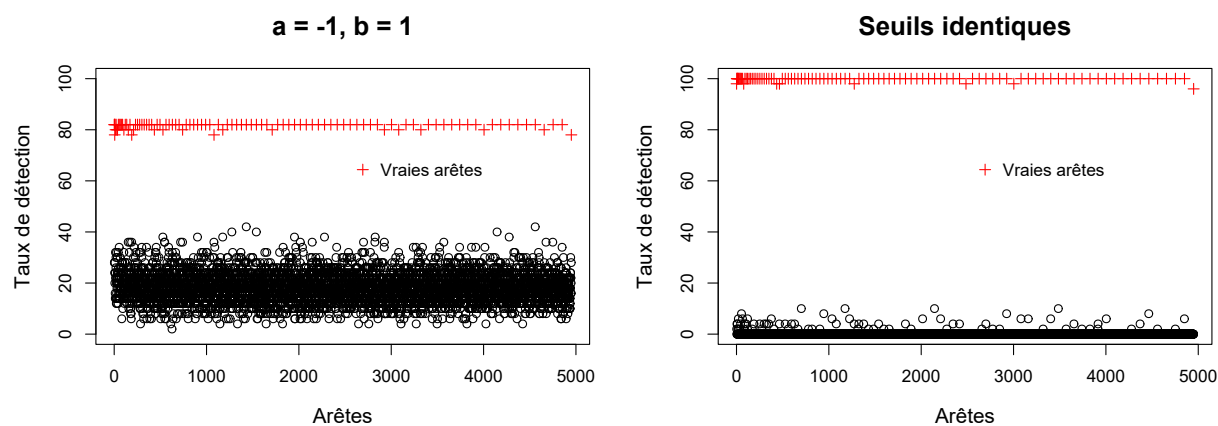 a = -1, b = 1
Taux de détection
100
80
60
40
20
0
Vraies arêtes
0 1000 2000 3000 4000 5000
Arêtes
Seuils identiques
Taux de détection
100
80
60
40
20
0
Vraies arêtes
0 1000 2000 3000 4000 5000
Arêtes